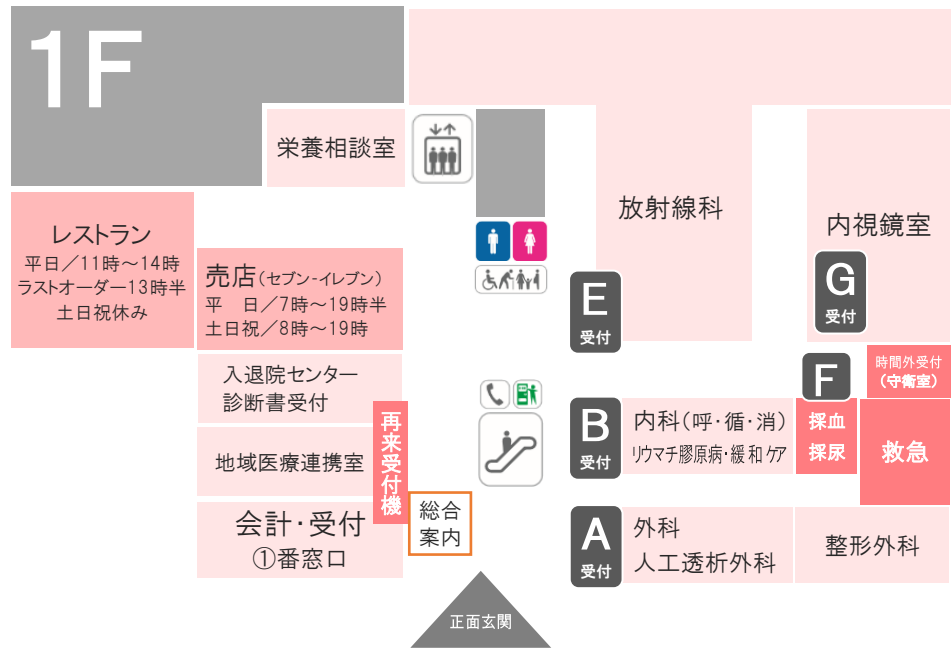 1F
栄養相談室
放射線科
内視鏡室
レストラン
平日／11時～14時
ラストオーダー13時半
土日祝休み
売店(セブン-イレブン)
平　日／7時～19時半
土日祝／8時～19時
E
受付
G
受付
時間外受付
(守衛室)
入退院センター
診断書受付
F
採血
採尿
救急
B
受付
内科(呼・循・消)
リウマチ膠原病・緩和ケア
再来受付機
地域医療連携室
総合
案内
会計・受付
①番窓口
A
受付
外科
人工透析外科
整形外科
正面玄関